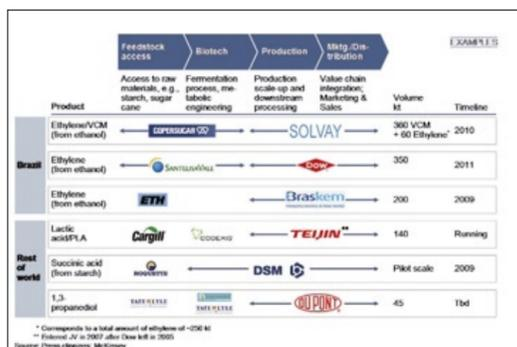 EXAMPLES
Feedstock access
Biotech
Production
Mktg./Dis-
tribution
Product
Access to raw
materials, e.g.,
starch, sugar
cane
Fermentation
process, me-
tabolic
engineering
Production
scale-up and
downstream
processing
Value chain
integration;
Marketing &
Sales
Volume
kt
Timeline
Brazil
Ethylene/VCM
(from ethanol)
COPERSUCAR
SOLVAY
360 VCM
+ 60 Ethylene*
2010
Ethylene
(from ethanol)
SANTELISAVALE
DOW
350
2011
Ethylene
(from ethanol)
ETH
Braskem
200
2009
Rest
of
world
Lactic
acid/PLA
Cargill
CODEXIS
TEIJIN**
140
Running
Succinic acid
(from starch)
ROQUETTE
DSM
Pilot scale
2009
1,3-
propanediol
TATE & LYLE
TATE & LYLE
DUPONT
45
Tbd
* Corresponds to a total amount of ethylene of ~250 kt
** Entered JV in 2007 after Dow left in 2005
Source: Press clippings; McKinsey